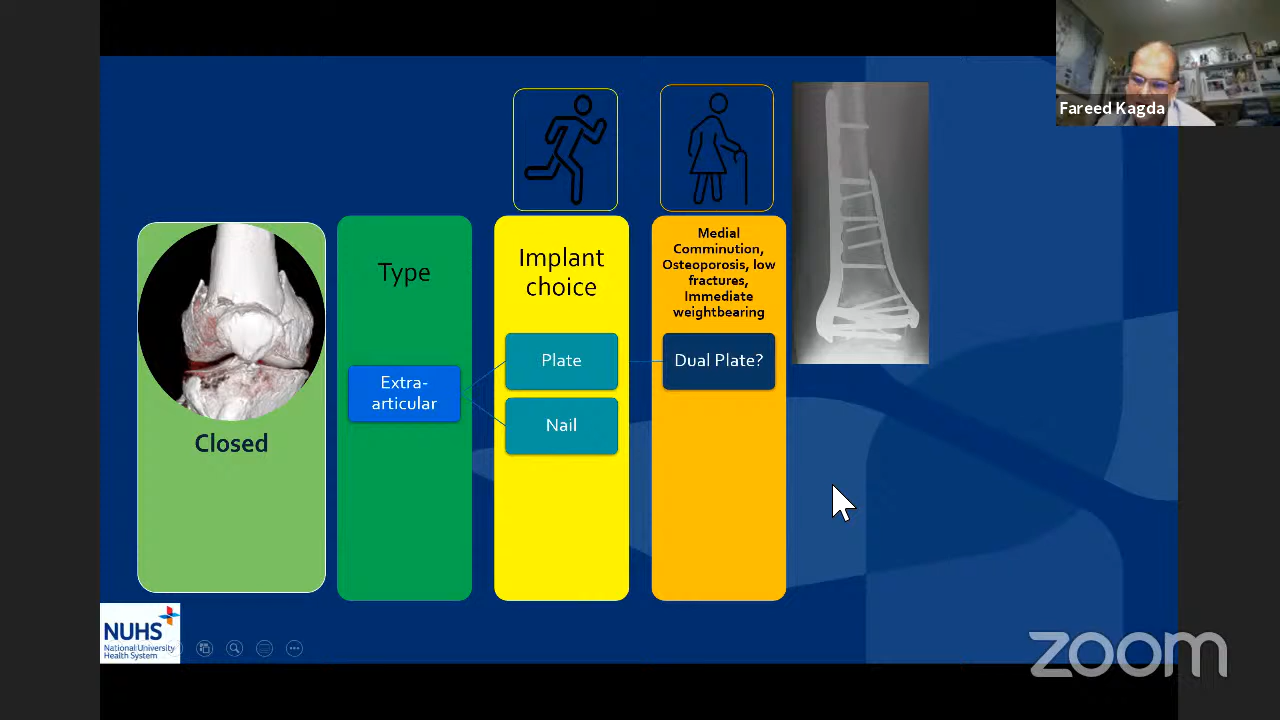 Fareed Kagda
Closed
Type
Extra-
articular
Implant
choice
Plate
Nail
Medial
Comminution,
Osteoporosis, low
fractures,
Immediate
weightbearing
Dual Plate?
NUHS
National University
Health System
zoom